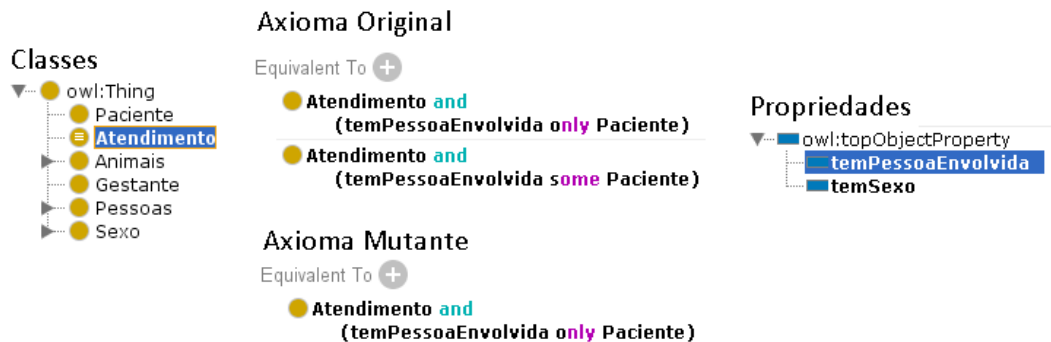 Classes
owl:Thing
Paciente
Atendimento
Animais
Gestante
Pessoas
Sexo
Axioma Original
Equivalent To
Atendimento and
(temPessoaEnvolvida only Paciente)
Atendimento and
(temPessoaEnvolvida some Paciente)
Axioma Mutante
Equivalent To
Atendimento and
(temPessoaEnvolvida only Paciente)
Propriedades
owl:topObjectProperty
temPessoaEnvolvida
temSexo